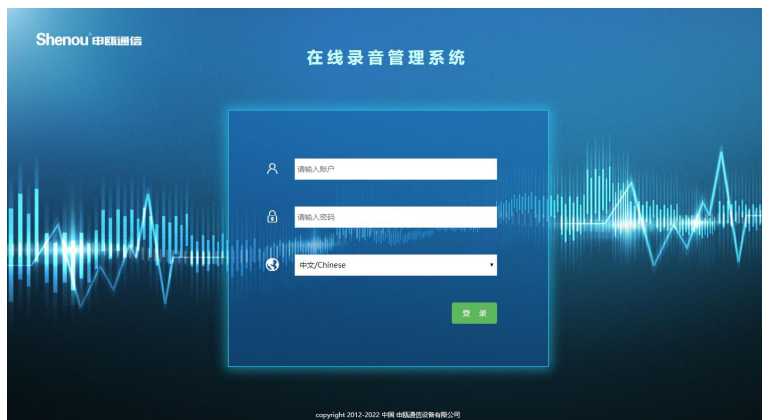 Shenou 申瓯通信
在线录音管理系统
请输入账户
请输入密码
中文/Chinese
登 录
copyright 2012-2022 中国 申瓯通信设备有限公司